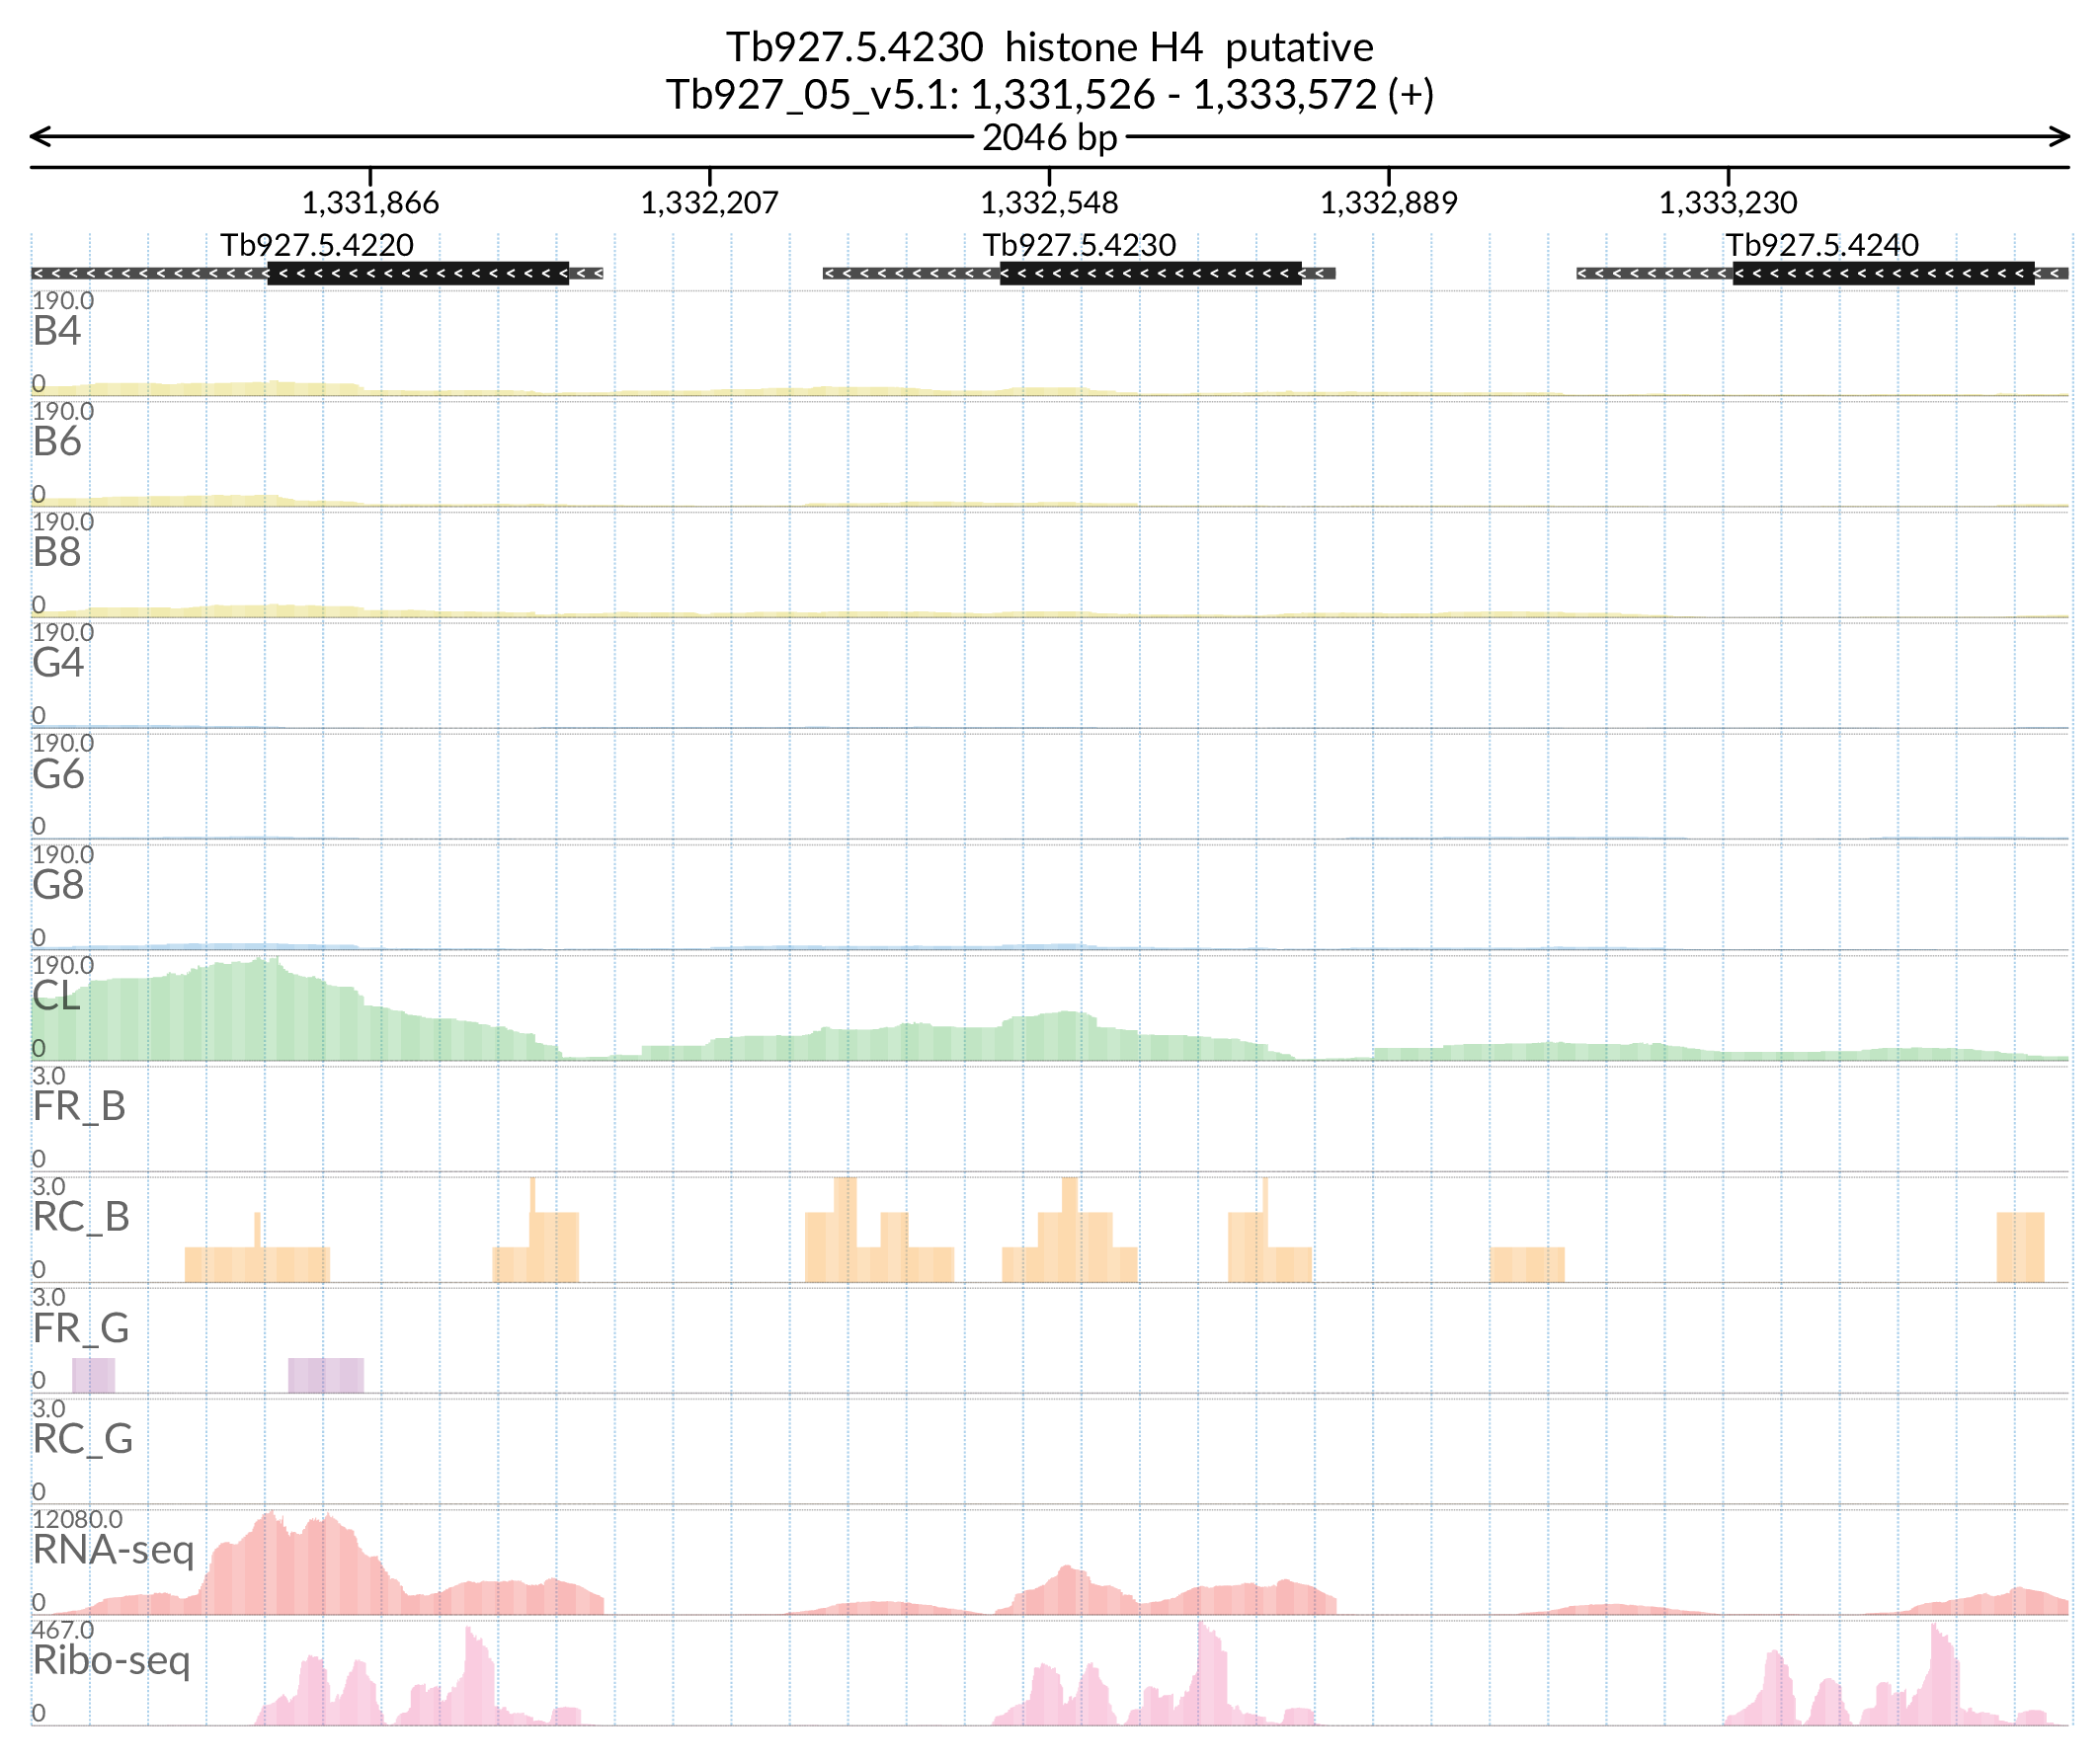 Tb927.5.4230  histone H4  putative
Tb927_05_v5.1: 1,331,526 - 1,333,572 (+)
2046 bp
1,331,866 1,332,207 1,332,548 1,332,889 1,333,230
Tb927.5.4220 Tb927.5.4230 Tb927.5.4240
190.0
B4
0
190.0
B6
0
190.0
B8
0
190.0
G4
0
190.0
G6
0
190.0
G8
0
190.0
CL
0
3.0
FR_B
0
3.0
RC_B
0
3.0
FR_G
0
3.0
RC_G
0
12080.0
RNA-seq
0
467.0
Ribo-seq
0